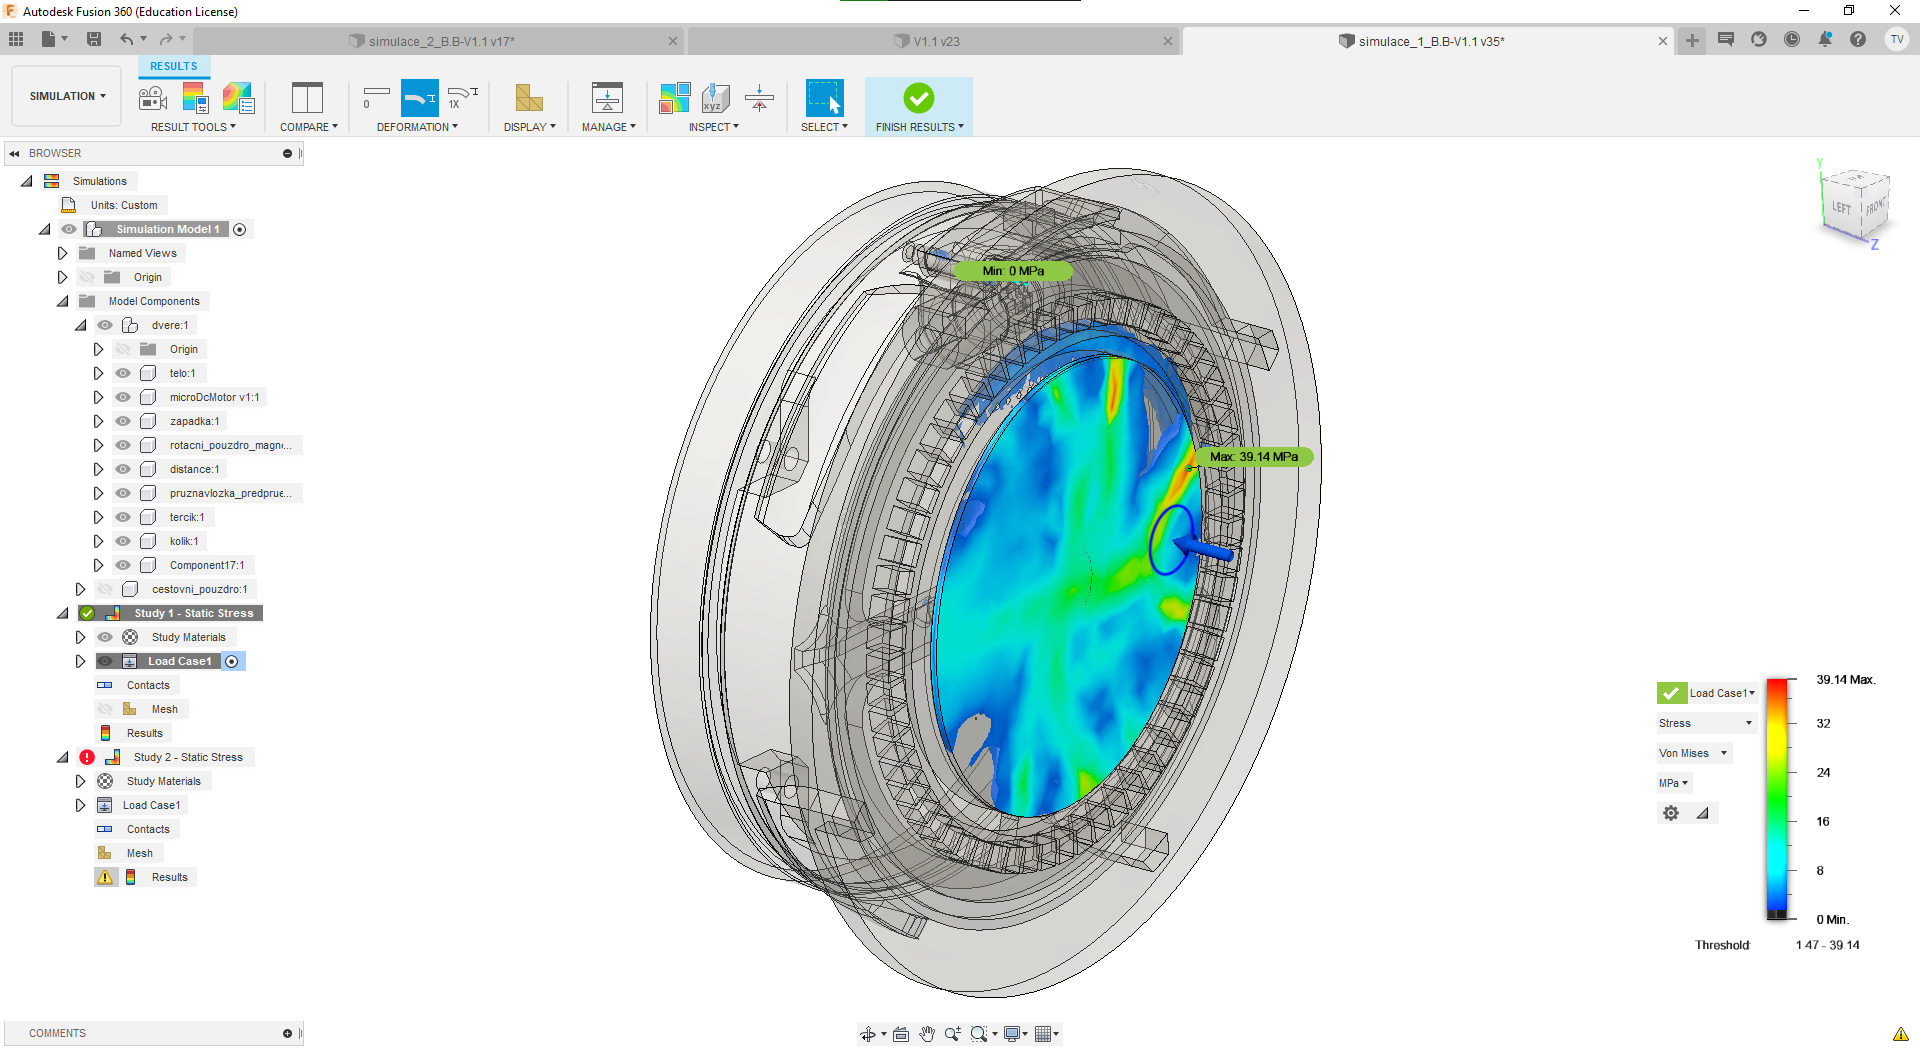 Autodesk Fusion 360 (Education License)
simulace_2_B.B-V1.1 v17*
V1.1 v23
simulace_1_B.B-V1.1 v35*
TV
RESULTS
SIMULATION
0
1X
xyz
RESULT TOOLS
COMPARE
DEFORMATION
DISPLAY
MANAGE
INSPECT
SELECT
FINISH RESULTS
BROWSER
Simulations
Units: Custom
Simulation Model 1
Named Views
Origin
Model Components
dvere:1
Origin
telo:1
microDcMotor v1:1
zapadka:1
rotacni_pouzdro_magn...
distance:1
pruznavlozka_predprue...
tercik:1
kolik:1
Component17:1
cestovni_pouzdro:1
Study 1 - Static Stress
Study Materials
Load Case1
Contacts
Mesh
Results
Study 2 - Static Stress
Study Materials
Load Case1
Contacts
Mesh
Results
COMMENTS
Min: 0 MPa
Max: 39.14 MPa
Y
LEFT
FRONT
Z
Load Case1
Stress
Von Mises
MPa
39.14 Max.
32
24
16
8
0 Min.
Threshold: 1.47 - 39.14